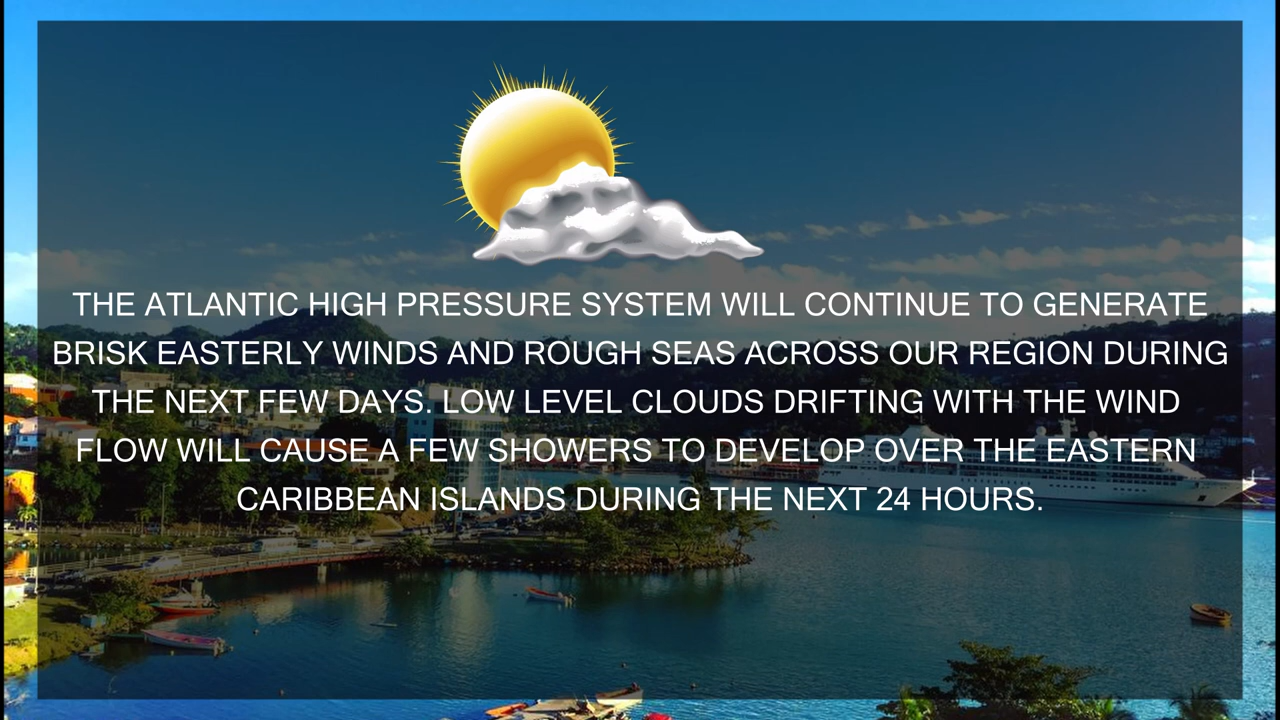 THE ATLANTIC HIGH PRESSURE SYSTEM WILL CONTINUE TO GENERATE
BRISK EASTERLY WINDS AND ROUGH SEAS ACROSS OUR REGION DURING
THE NEXT FEW DAYS. LOW LEVEL CLOUDS DRIFTING WITH THE WIND
FLOW WILL CAUSE A FEW SHOWERS TO DEVELOP OVER THE EASTERN
CARIBBEAN ISLANDS DURING THE NEXT 24 HOURS.